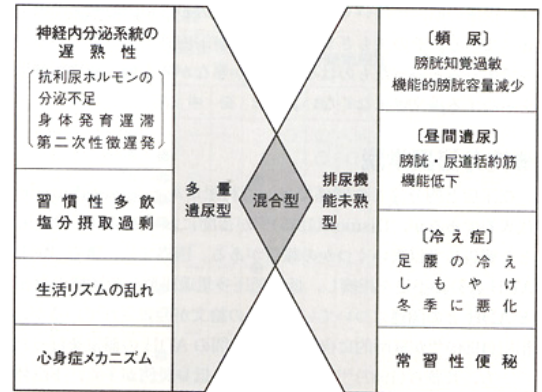 神経内分泌系統の
遅熟性
抗利尿ホルモンの
分泌不足
身体発育遅滞
第二次性徴遅発
習慣性多飲
塩分摂取過剰
生活リズムの乱れ
心身症メカニズム
多量
遺尿型
混合型
排尿機
能未熟
型
〔頻尿〕
膀胱知覚過敏
機能的膀胱容量減少
〔昼間遺尿〕
膀胱・尿道括約筋
機能低下
〔冷え症〕
足腰の冷え
しもやけ
冬季に悪化
常習性便秘